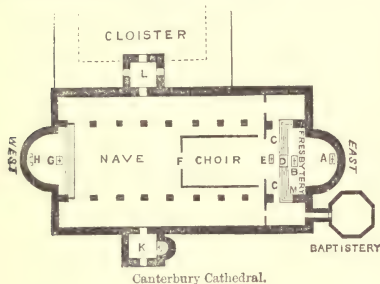 CLOISTER
L
WEST
H G
NAVE
F CHOIR
E
C
C
D
B
M
PRESBYTERY
A
EAST
K
BAPTISTERY
Canterbury Cathedral.